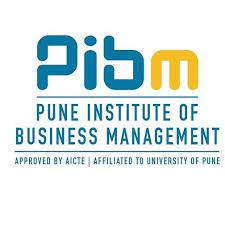 Pibm
PUNE INSTITUTE OF
BUSINESS MANAGEMENT
APPROVED BY AICTE | AFFILIATED TO UNIVERSITY OF PUNE